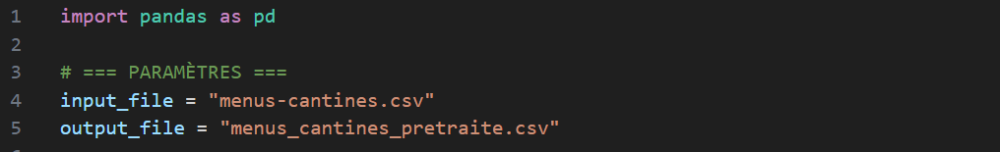 1 import pandas as pd
2
3 # === PARAMÈTRES ===
4 input_file = "menus-cantines.csv"
5 output_file = "menus_cantines_pretraite.csv"